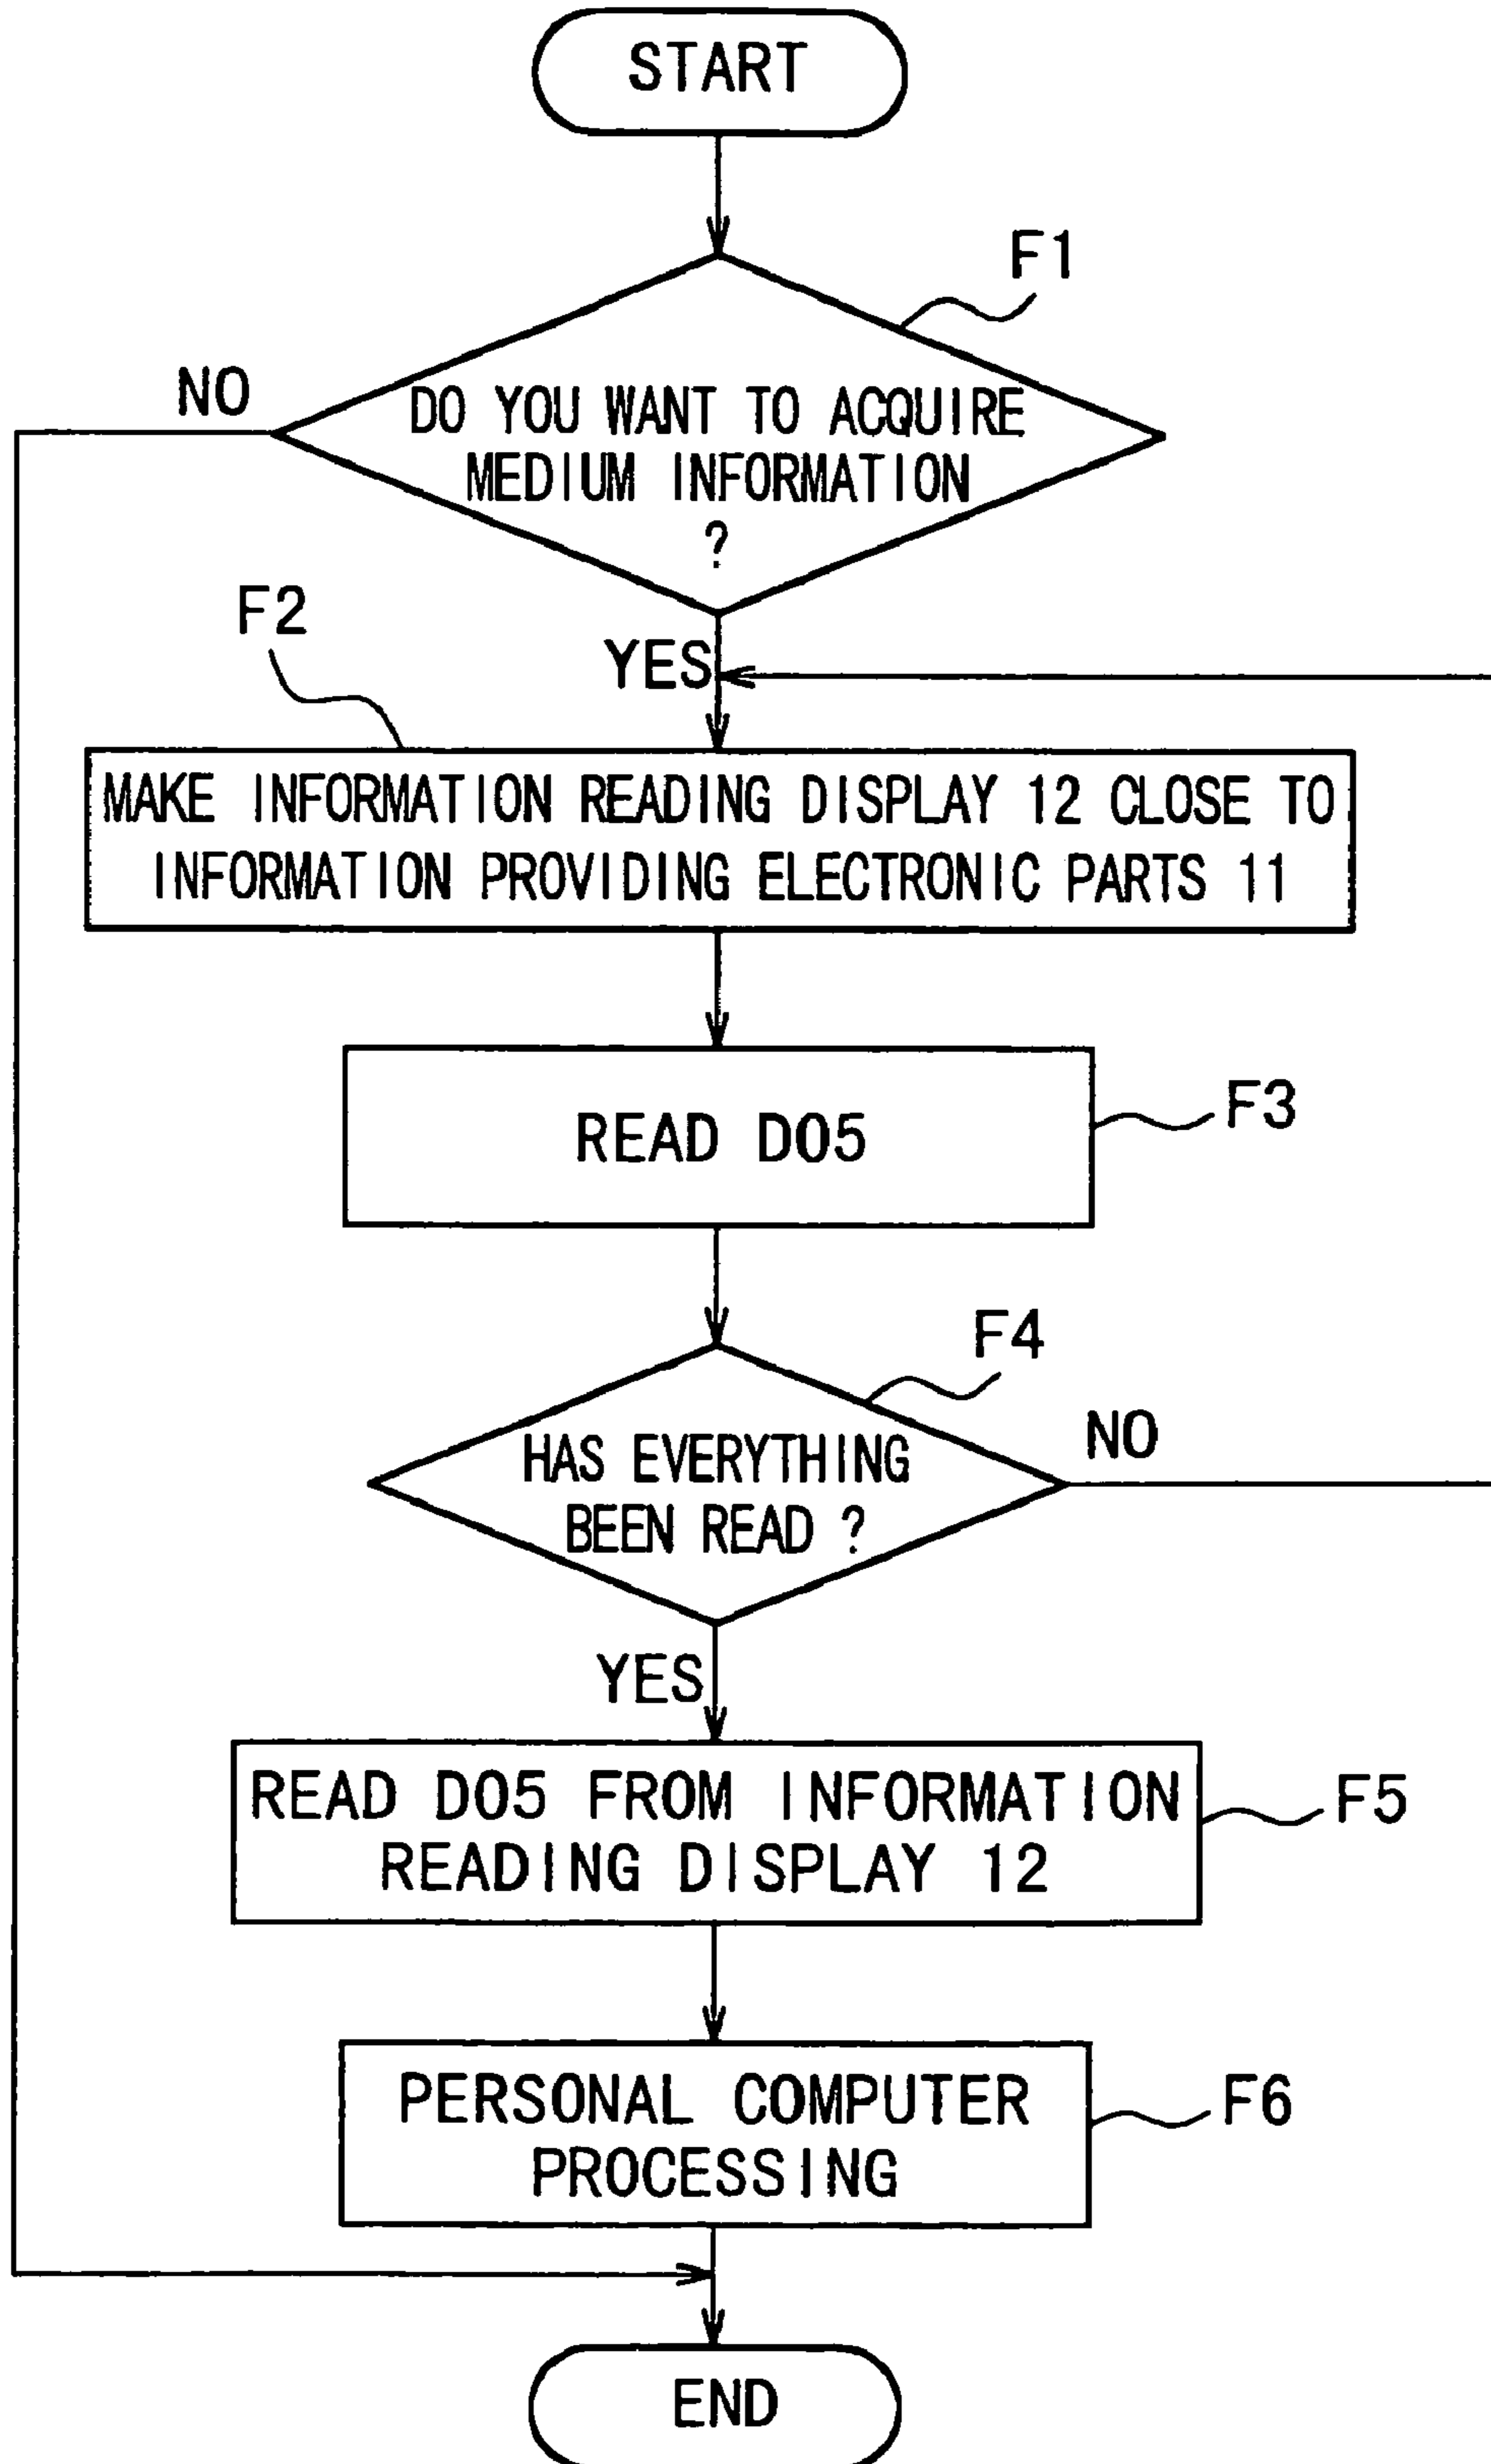 START
F1
NO
DO YOU WANT TO ACQUIRE
MEDIUM INFORMATION
?
F2
YES
MAKE INFORMATION READING DISPLAY 12 CLOSE TO
INFORMATION PROVIDING ELECTRONIC PARTS 11
READ D05
F3
F4
HAS EVERYTHING
BEEN READ ?
NO
YES
READ D05 FROM INFORMATION
READING DISPLAY 12
F5
PERSONAL COMPUTER
PROCESSING
F6
END